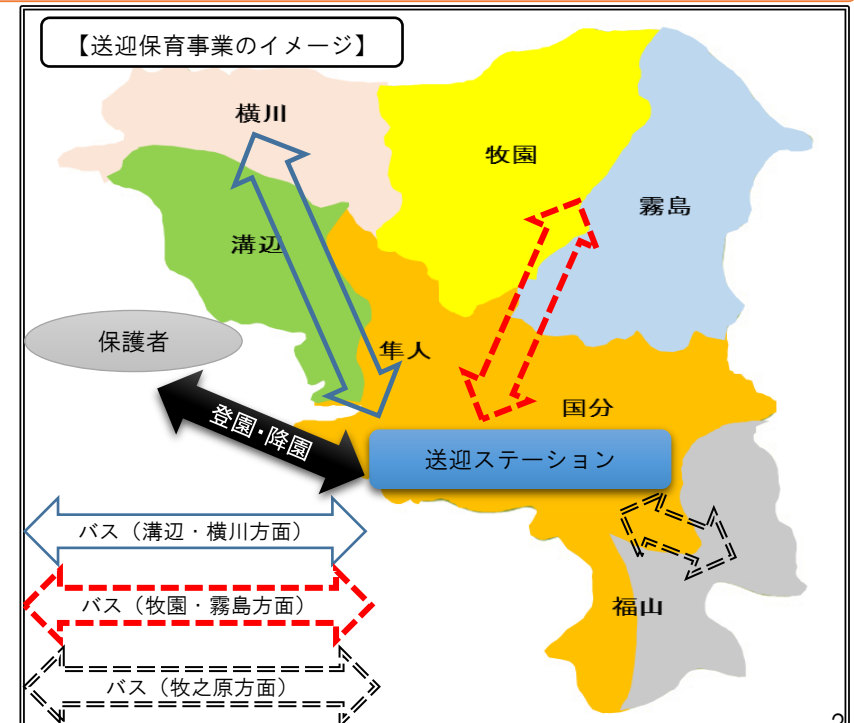 【送迎保育事業のイメージ】
横川
牧園
霧島
溝辺
保護者
隼人
国分
登園・降園
送迎ステーション
バス（溝辺・横川方面）
バス（牧園・霧島方面）
福山
バス（牧之原方面）
2